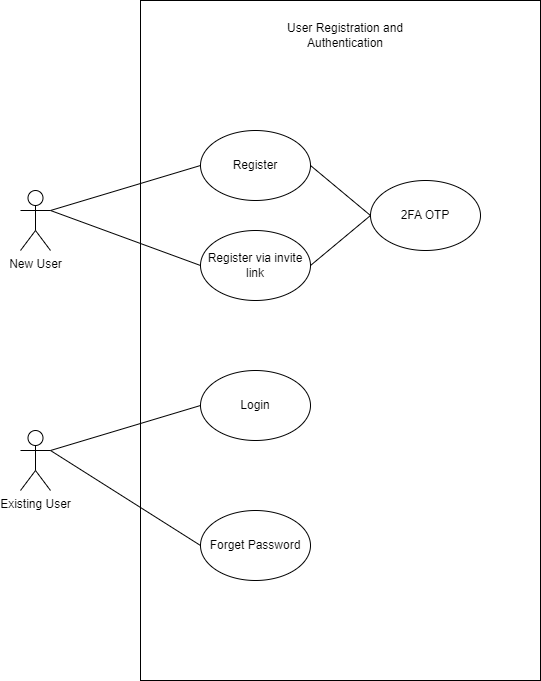 User Registration and
Authentication
Register
2FA OTP
New User
Register via invite
link
Login
Existing User
Forget Password